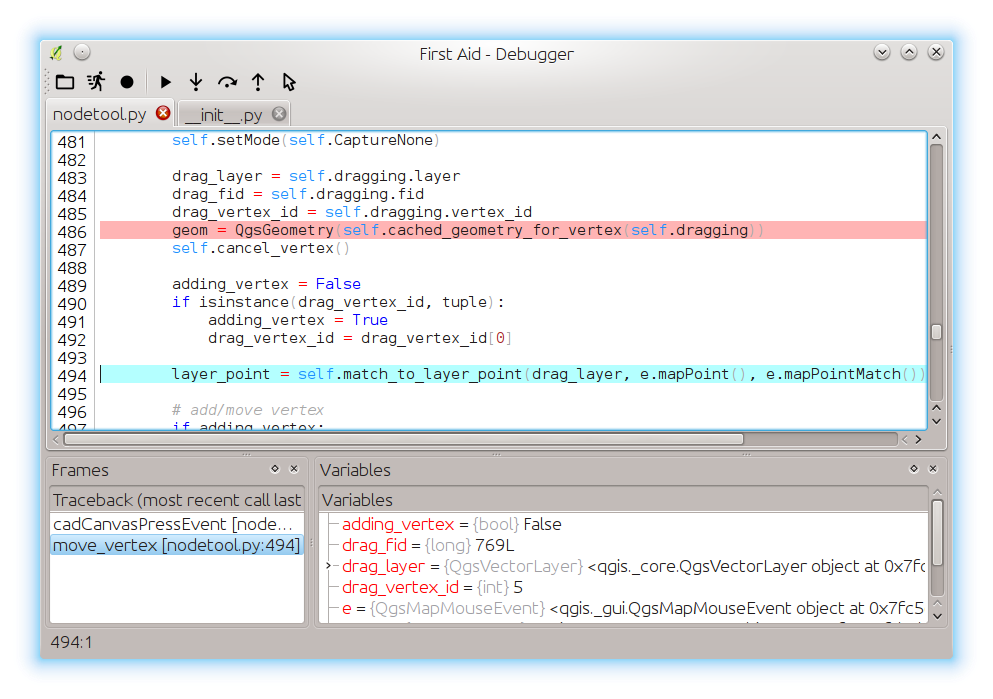 First Aid - Debugger
nodetool.py
__init__.py
481 self.setMode(self.CaptureNone)
482
483 drag_layer = self.dragging.layer
484 drag_fid = self.dragging.fid
485 drag_vertex_id = self.dragging.vertex_id
486 geom = QgsGeometry(self.cached_geometry_for_vertex(self.dragging))
487 self.cancel_vertex()
488
489 adding_vertex = False
490 if isinstance(drag_vertex_id, tuple):
491 adding_vertex = True
492 drag_vertex_id = drag_vertex_id[0]
493
494 layer_point = self.match_to_layer_point(drag_layer, e.mapPoint(), e.mapPointMatch())
495
496 # add/move vertex
497 if adding_vertex:
Frames
Traceback (most recent call last
cadCanvasPressEvent [node...
move_vertex [nodetool.py:494]
Variables
Variables
adding_vertex = {bool} False
drag_fid = {long} 769L
drag_layer = {QgsVectorLayer} <qgis._core.QgsVectorLayer object at 0x7fc
drag_vertex_id = {int} 5
e = {QgsMapMouseEvent} <qgis._gui.QgsMapMouseEvent object at 0x7fc5
494:1